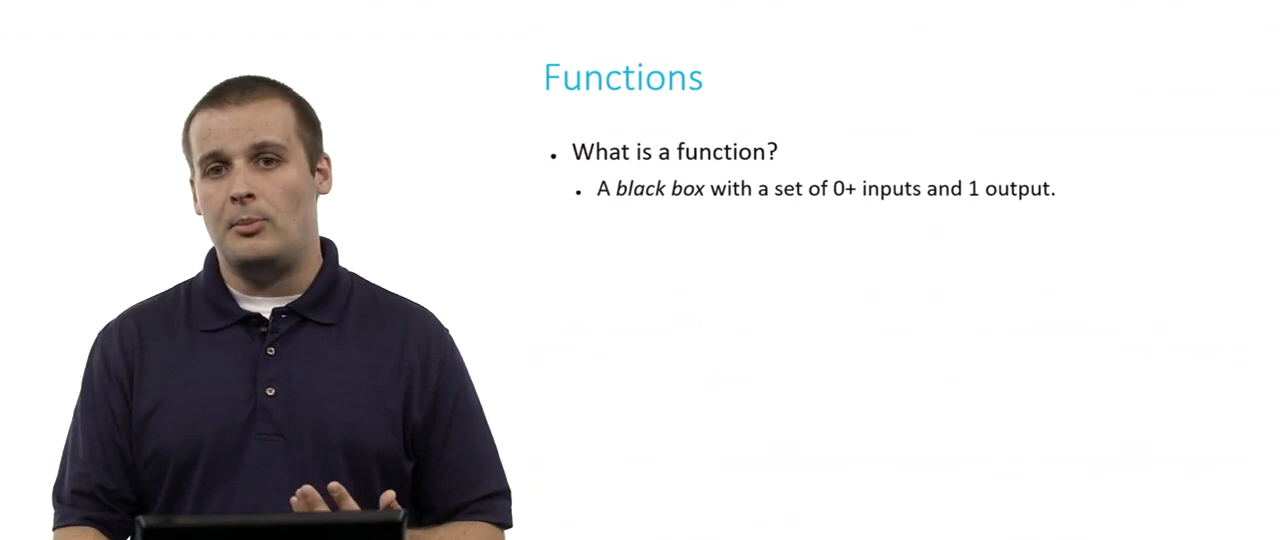 Functions
• What is a function?
• A black box with a set of 0+ inputs and 1 output.